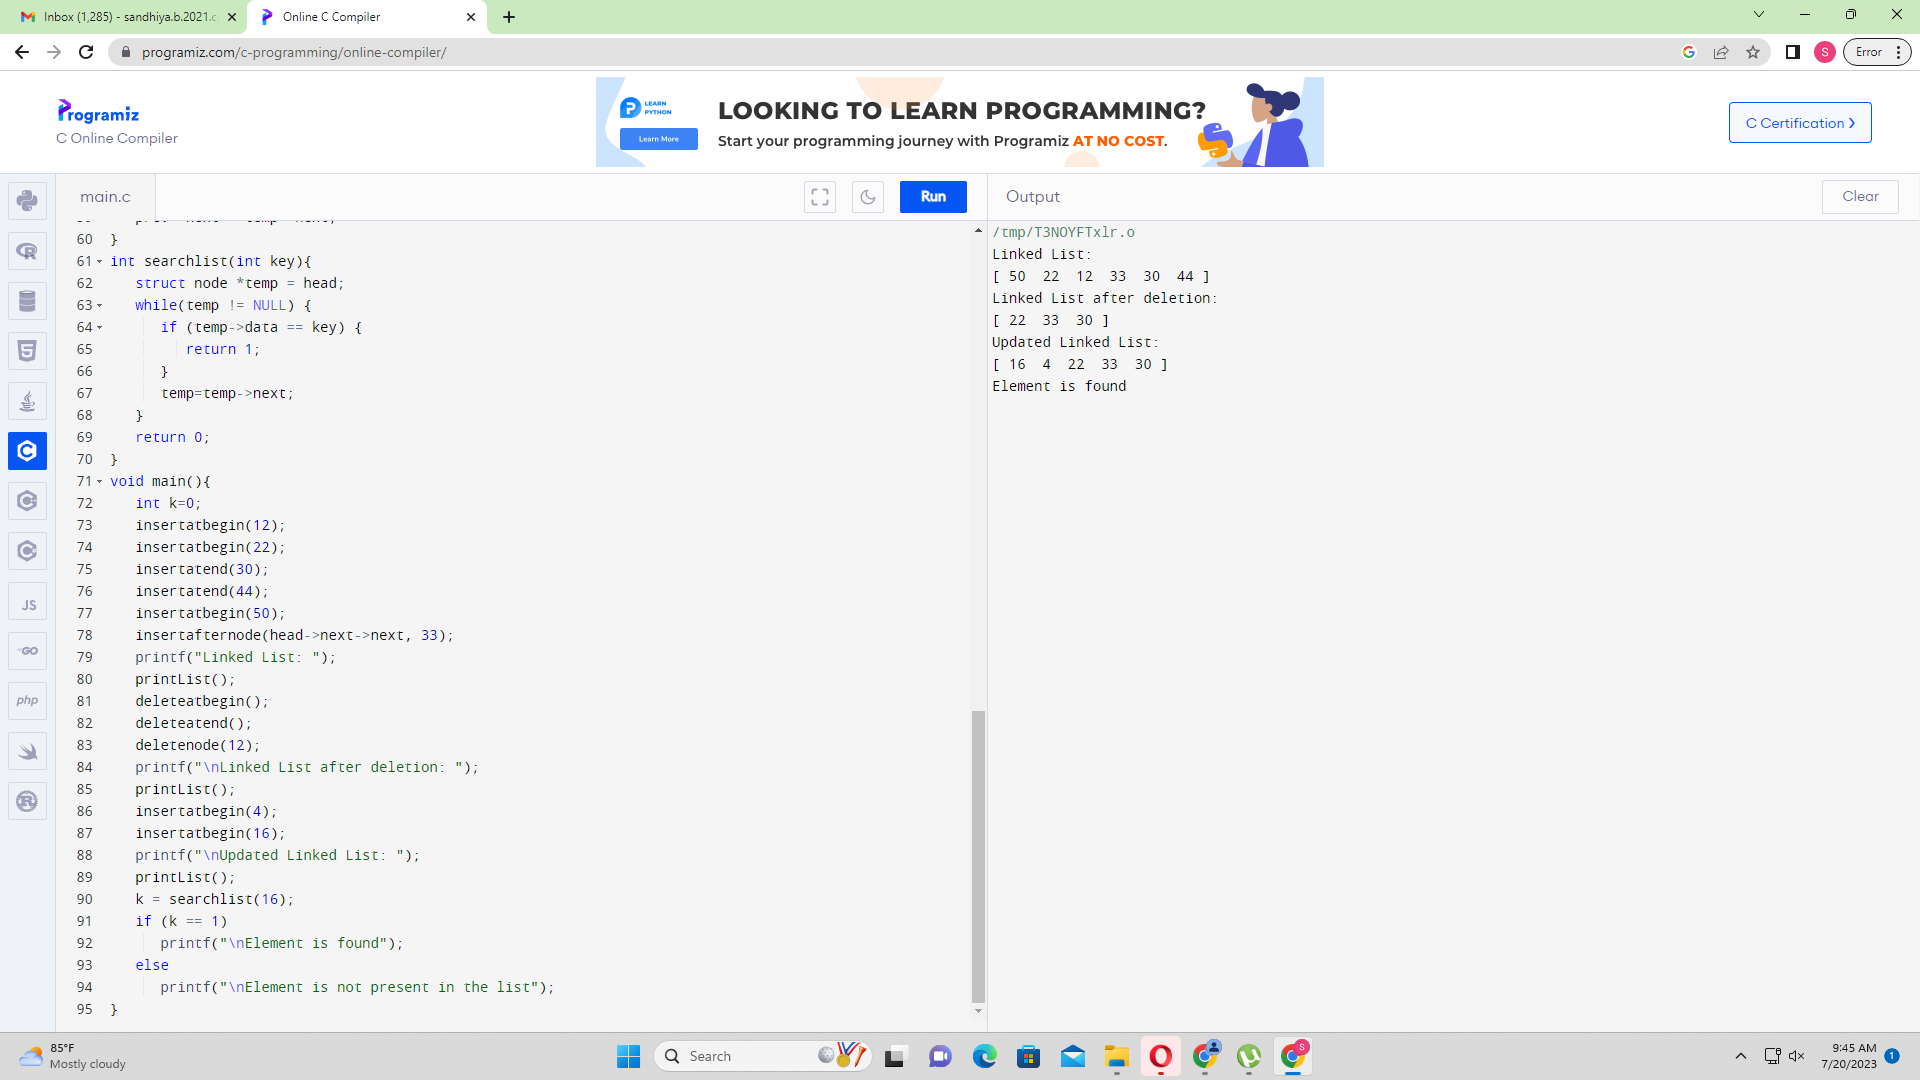 Inbox (1,285) - sandhiya.b.2021.c
Online C Compiler
programiz.com/c-programming/online-compiler/
S
Error
Programiz
C Online Compiler
LEARN
PYTHON
Learn More
LOOKING TO LEARN PROGRAMMING?
Start your programming journey with Programiz AT NO COST.
C Certification
main.c
Run
Output
Clear
60 }
61 int searchlist(int key){
62 struct node *temp = head;
63 while(temp != NULL) {
64 if (temp->data == key) {
65 return 1;
66 }
67 temp=temp->next;
68 }
69 return 0;
70 }
71 void main(){
72 int k=0;
73 insertatbegin(12);
74 insertatbegin(22);
75 insertatend(30);
76 insertatend(44);
77 insertatbegin(50);
78 insertafternode(head->next->next, 33);
79 printf("Linked List: ");
80 printList();
81 deleteatbegin();
82 deleteatend();
83 deletenode(12);
84 printf("\nLinked List after deletion: ");
85 printList();
86 insertatbegin(4);
87 insertatbegin(16);
88 printf("\nUpdated Linked List: ");
89 printList();
90 k = searchlist(16);
91 if (k == 1)
92 printf("\nElement is found");
93 else
94 printf("\nElement is not present in the list");
95 }
/tmp/T3NOYFTxlr.o
Linked List:
[ 50 22 12 33 30 44 ]
Linked List after deletion:
[ 22 33 30 ]
Updated Linked List:
[ 16 4 22 33 30 ]
Element is found
JS
GO
php
85°F
Mostly cloudy
Search
S
9:45 AM
7/20/2023
1